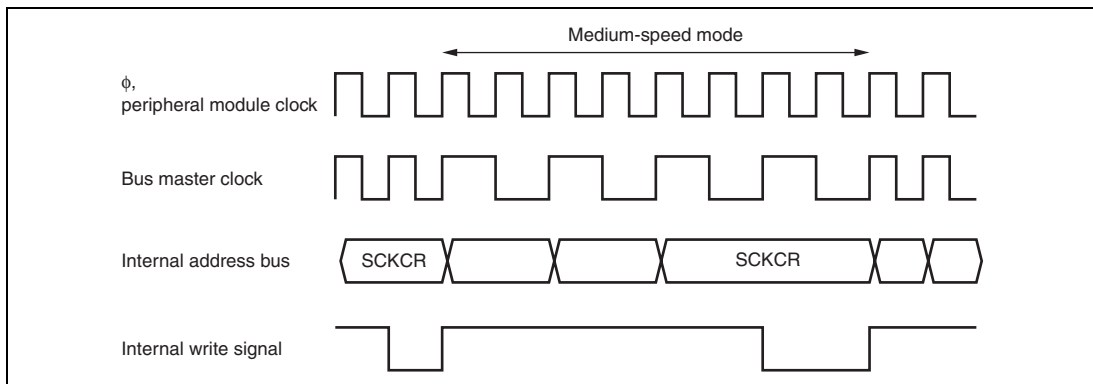 Medium-speed mode
ϕ,
peripheral module clock
Bus master clock
Internal address bus
SCKCR
SCKCR
Internal write signal